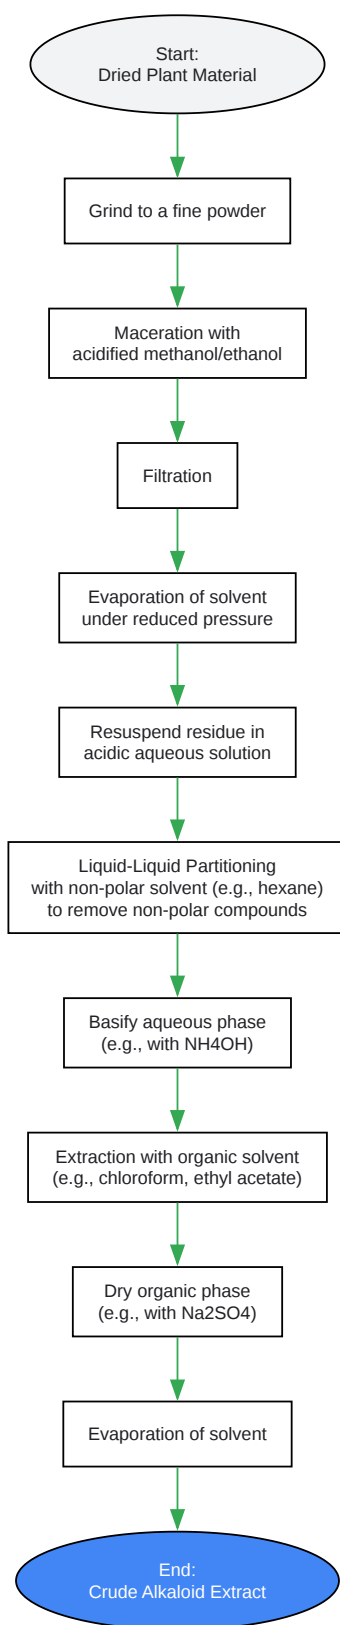 Start:
Dried Plant Material
Grind to a fine powder
Maceration with
acidified methanol/ethanol
Filtration
Evaporation of solvent
under reduced pressure
Resuspend residue in
acidic aqueous solution
Liquid-Liquid Partitioning
with non-polar solvent (e.g., hexane)
to remove non-polar compounds
Basify aqueous phase
(e.g., with NH4OH)
Extraction with organic solvent
(e.g., chloroform, ethyl acetate)
Dry organic phase
(e.g., with Na2SO4)
Evaporation of solvent
End:
Crude Alkaloid Extract